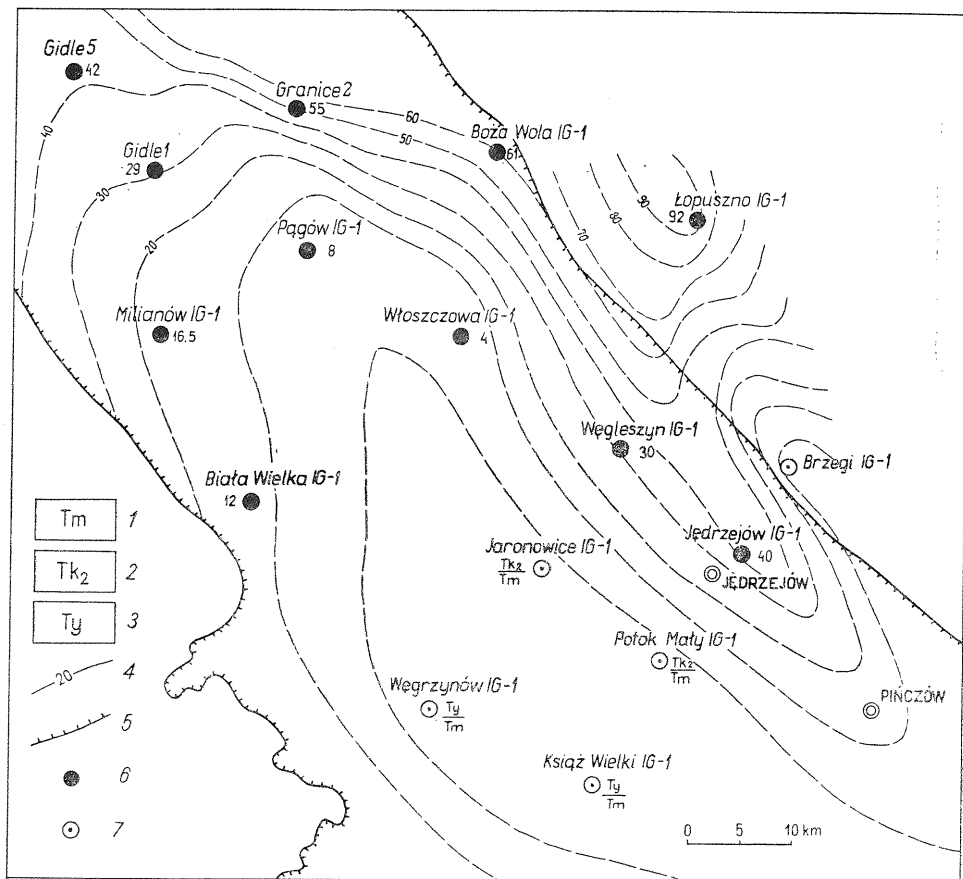 Gidle 5
42
Granice 2
55
60
50
Boża Wola IG-1
61
40
Gidle 1
29
30
20
90
80
70
Łopuszno IG-1
92
Pągów IG-1
8
Milianów IG-1
16.5
Włoszczowa IG-1
4
Węgleszyn IG-1
30
Brzegi IG-1
Biała Wielka IG-1
12
Jaronowice IG-1
Tk2
Tm
Jędrzejów IG-1
40
JĘDRZEJÓW
Potok Mały IG-1
Tk2
Tm
Węgrzynów IG-1
Ty
Tm
PIŃCZÓW
Książ Wielki IG-1
Ty
Tm
Tm 1
Tk2 2
Ty 3
20 4
5
6
7
0 5 10 km